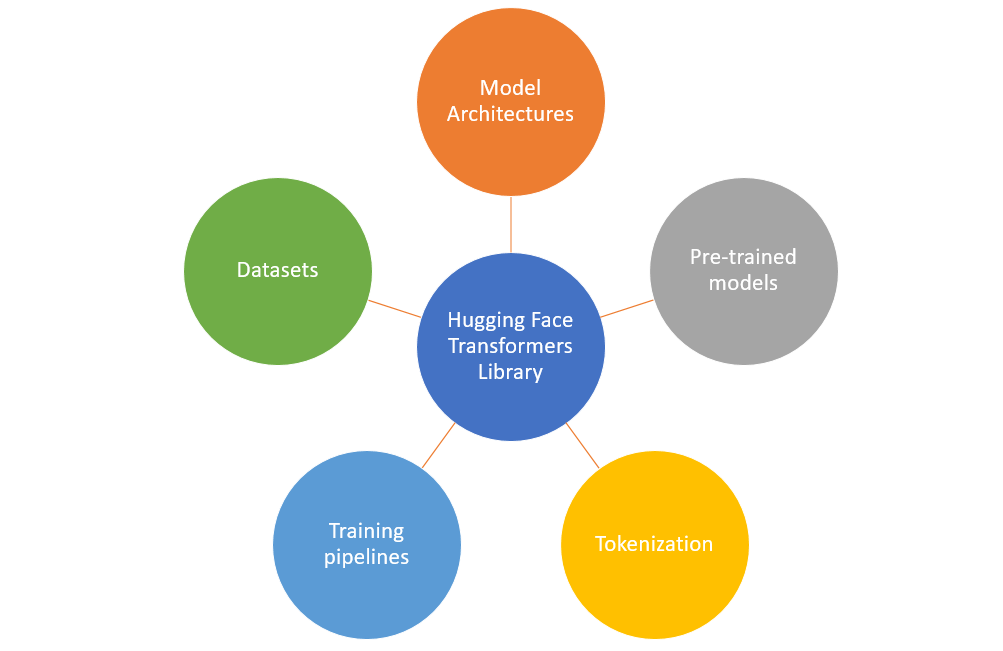 Model
Architectures
Pre-trained
models
Datasets
Hugging Face
Transformers
Library
Training
pipelines
Tokenization